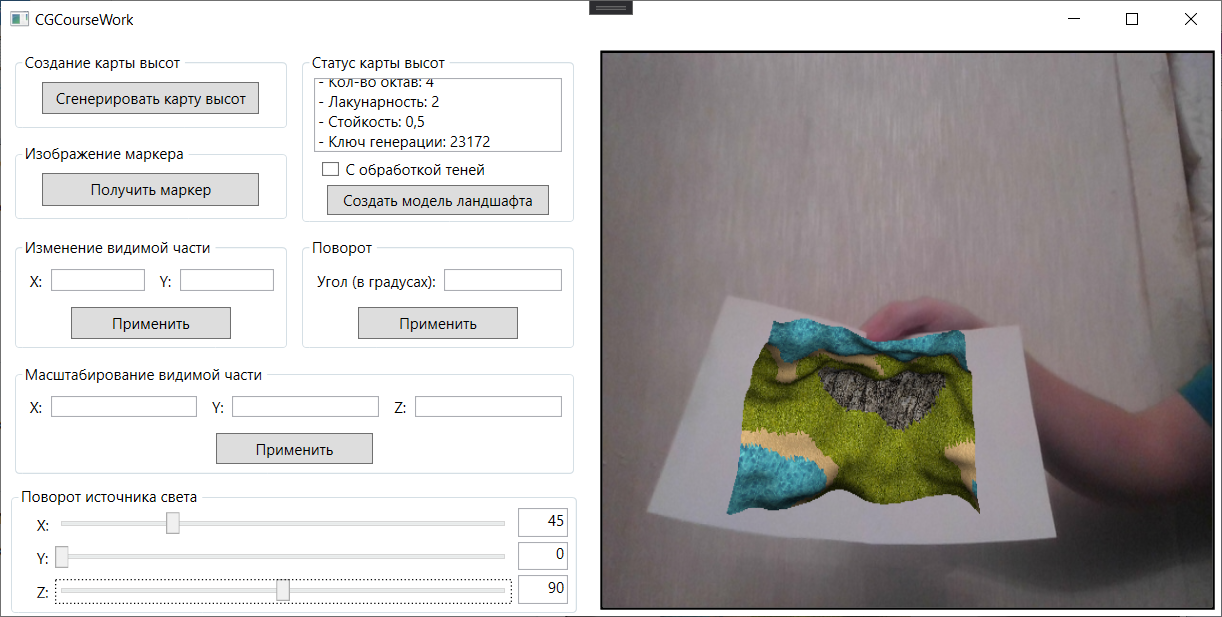 CGCourseWork
Создание карты высот
Сгенерировать карту высот
Изображение маркера
Получить маркер
Статус карты высот
- Кол-во октав: 4
- Лакунарность: 2
- Стойкость: 0,5
- Ключ генерации: 23172
С обработкой теней
Создать модель ландшафта
Изменение видимой части
X:
Y:
Применить
Поворот
Угол (в градусах):
Применить
Масштабирование видимой части
X:
Y:
Z:
Применить
Поворот источника света
X:
45
Y:
0
Z:
90